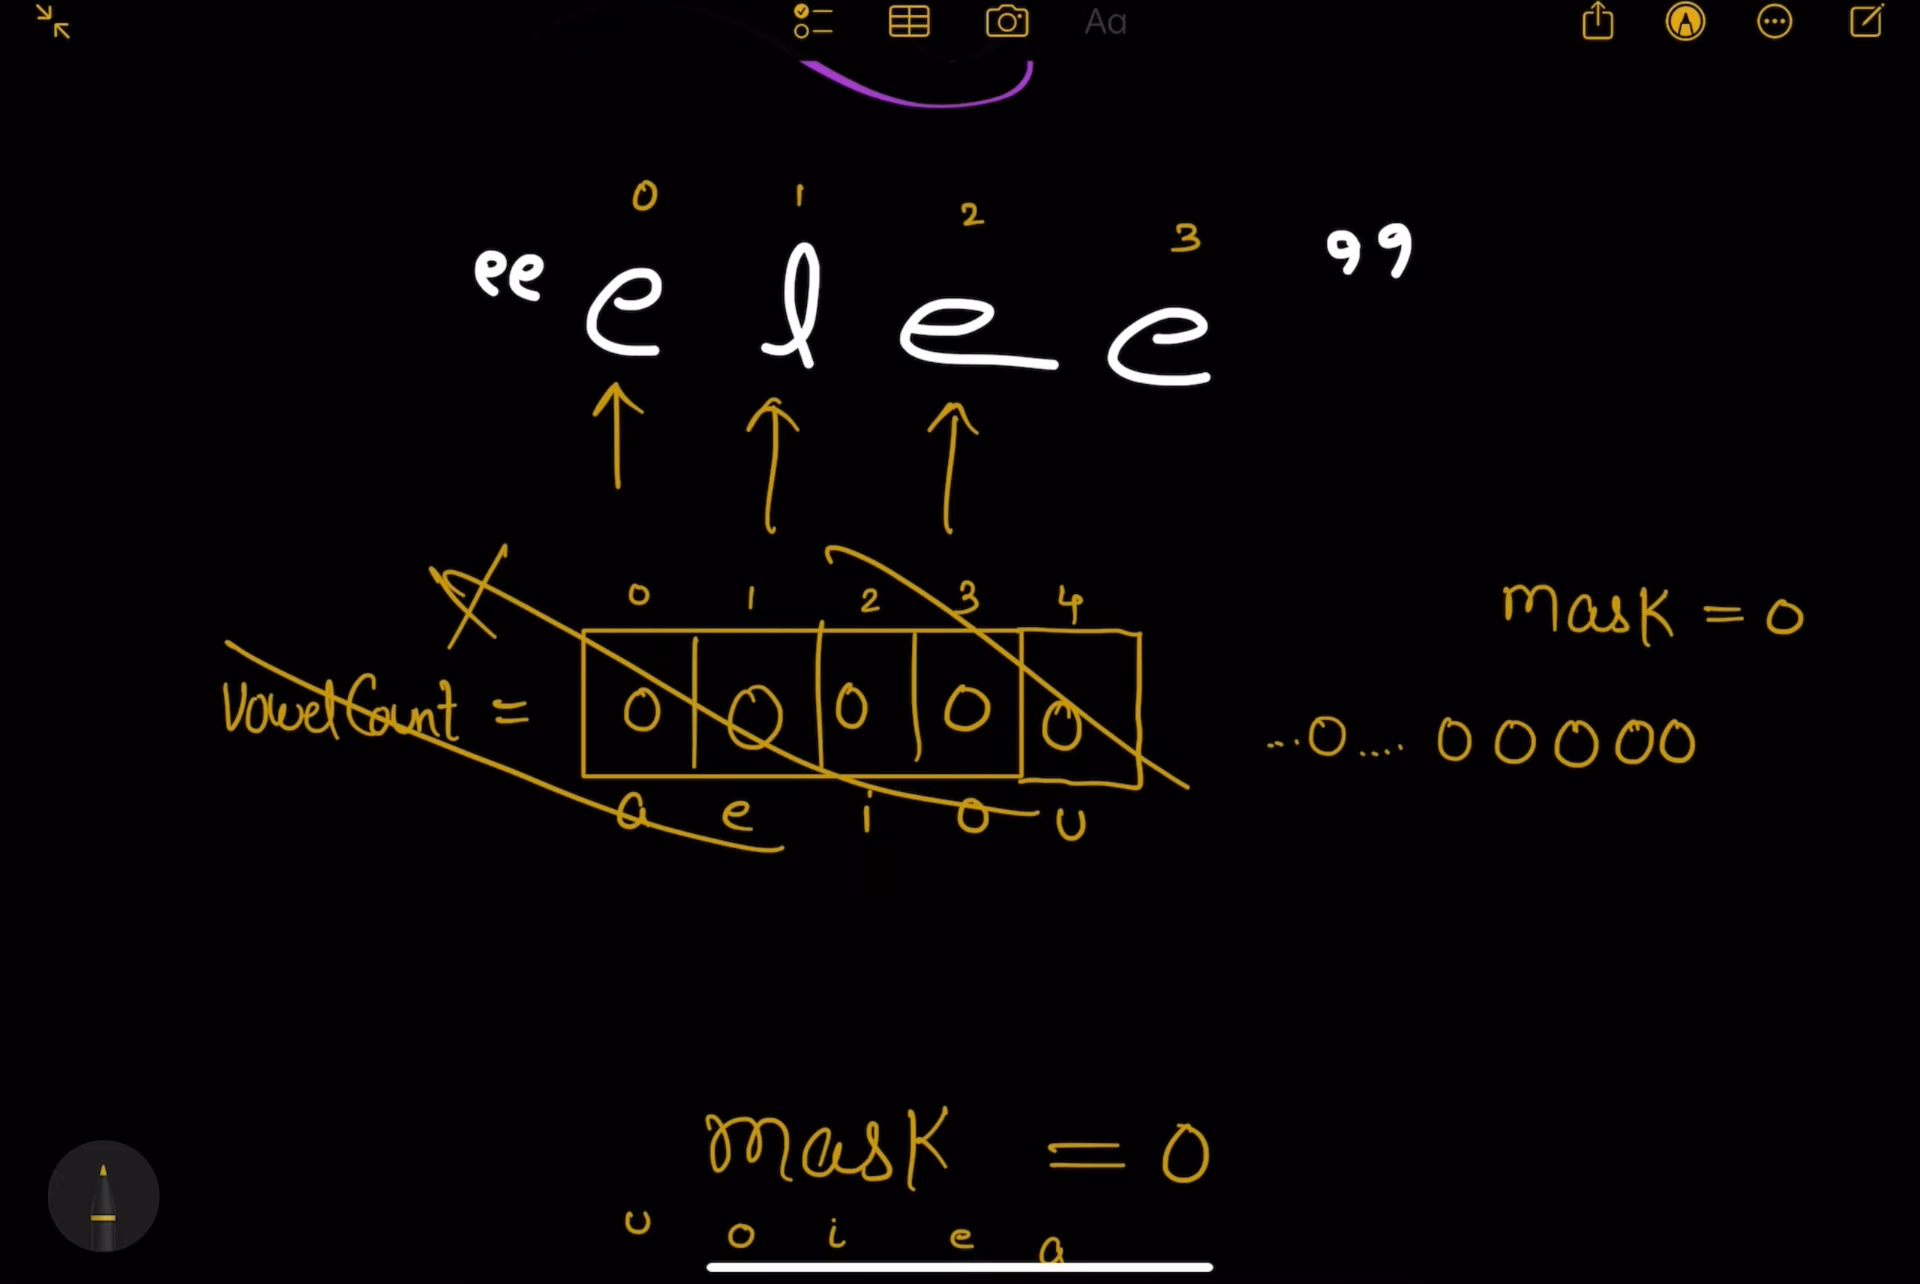 Aa
0 1 2 3
“ e l e e ”
0 1 2 3 4
mask = 0
VowelCount = 0 0 0 0 0
...0.... 0 0 0 0 0
a e i o u
mask = 0
u o i e a